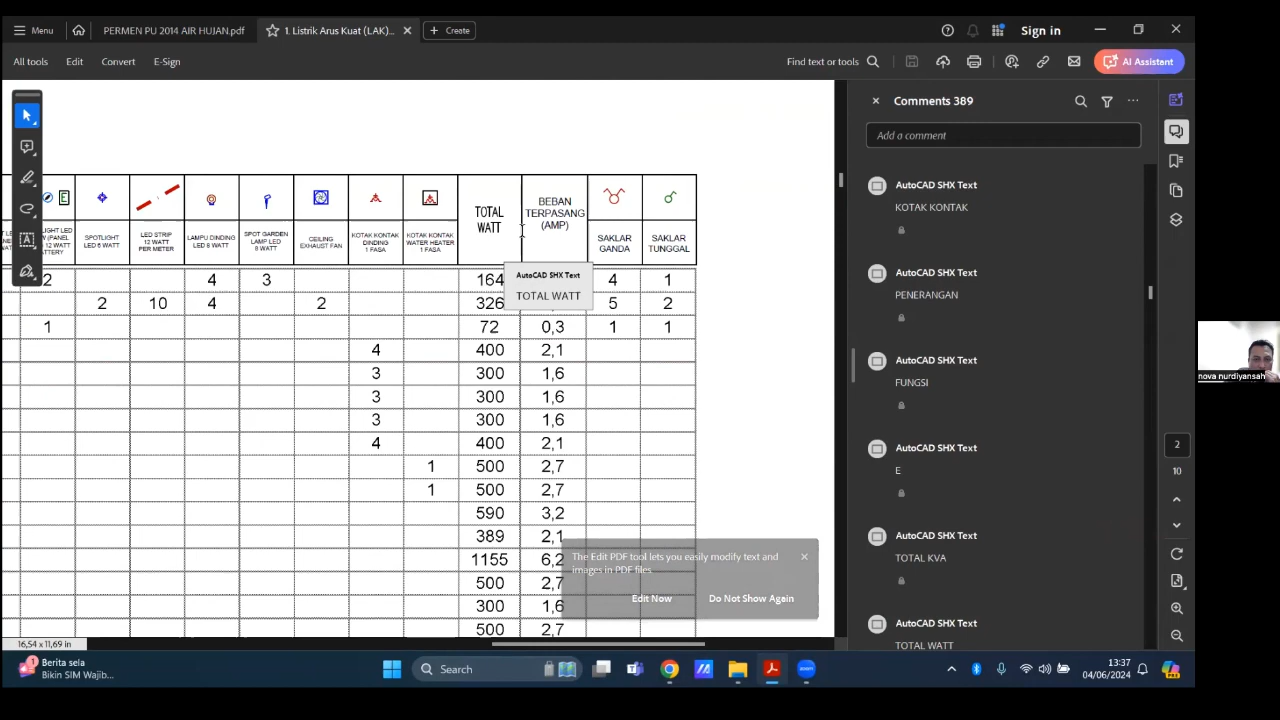 Menu
PERMEN PU 2014 AIR HUJAN.pdf
1. Listrik Arus Kuat (LAK)...
Create
Sign in
All tools
Edit
Convert
E-Sign
Find text or tools
AI Assistant
Comments 389
Add a comment
AutoCAD SHX Text
KOTAK KONTAK
AutoCAD SHX Text
PENERANGAN
AutoCAD SHX Text
FUNGSI
AutoCAD SHX Text
E
AutoCAD SHX Text
TOTAL KVA
AutoCAD SHX Text
TOTAL WATT
2
10
E
TOTAL
WATT
BEBAN
TERPASANG
(AMP)
SPOTLIGHT
LED 6 WATT
LED STRIP
12 WATT
PER METER
LAMPU DINDING
LED 8 WATT
SPOT GARDEN
LAMP LED
8 WATT
CEILING
EXHAUST FAN
KOTAK KONTAK
DINDING
1 FASA
KOTAK KONTAK
WATER HEATER
1 FASA
SAKLAR
GANDA
SAKLAR
TUNGGAL
AutoCAD SHX Text
TOTAL WATT
2 4 3 164 4 1
2 10 4 2 326 5 2
1 72 0,3 1 1
4 400 2,1
3 300 1,6
3 300 1,6
3 300 1,6
4 400 2,1
1 500 2,7
1 500 2,7
590 3,2
389 2,1
1155 6,2
500 2,7
300 1,6
500 2,7
The Edit PDF tool lets you easily modify text and
images in PDF files.
Edit Now
Do Not Show Again
16,54 x 11,69 in
nova nurdiyansah
Berita sela
Bikin SIM Wajib...
Search
13:37
04/06/2024